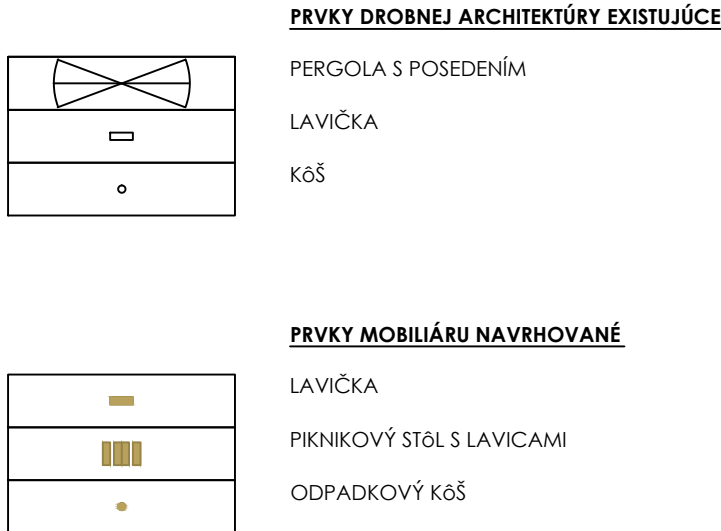 PRVKY DROBNEJ ARCHITEKTÚRY EXISTUJÚCE
PERGOLA S POSEDENÍM
LAVIČKA
KôŠ
PRVKY MOBILIÁRU NAVRHOVANÉ
LAVIČKA
PIKNIKOVÝ STôL S LAVICAMI
ODPADKOVÝ KôŠ